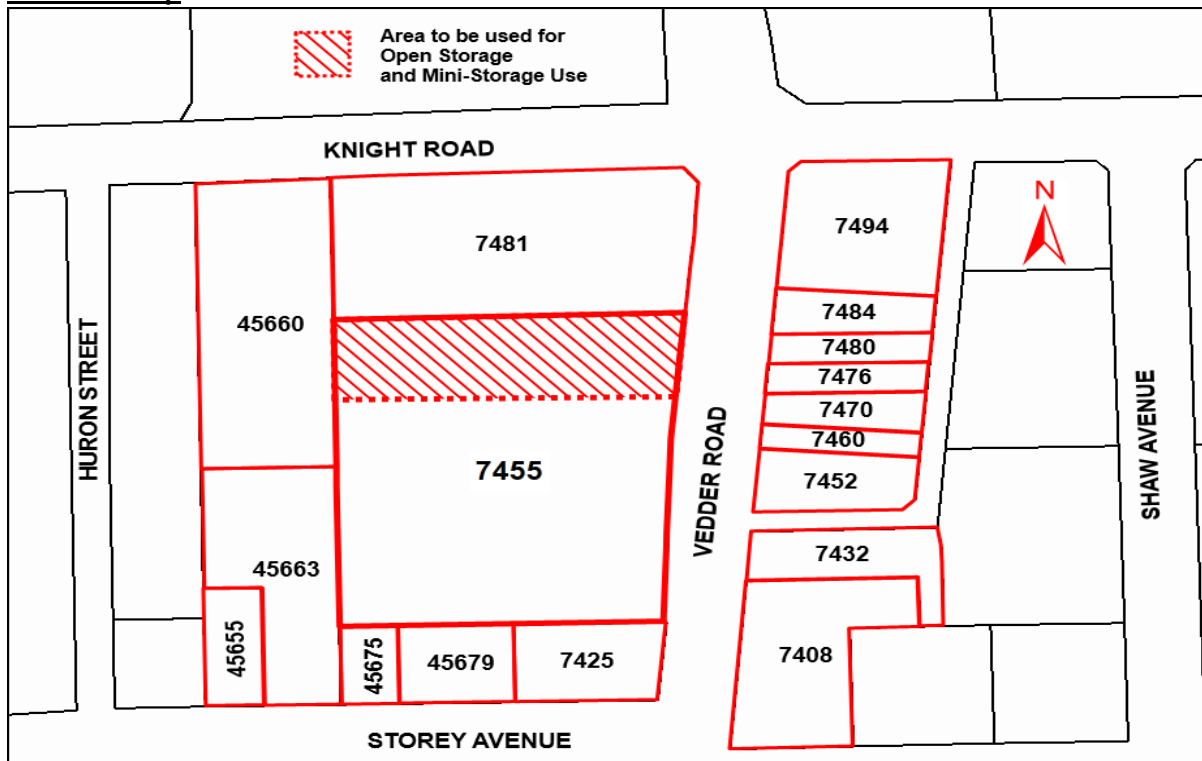 Area to be used for
Open Storage
and Mini-Storage Use
KNIGHT ROAD
N
7481
7494
45660
7484
7480
7476
7470
7460
7452
7455
HURON STREET
VEDDER ROAD
SHAW AVENUE
7432
45663
45655
45675
45679
7425
7408
STOREY AVENUE